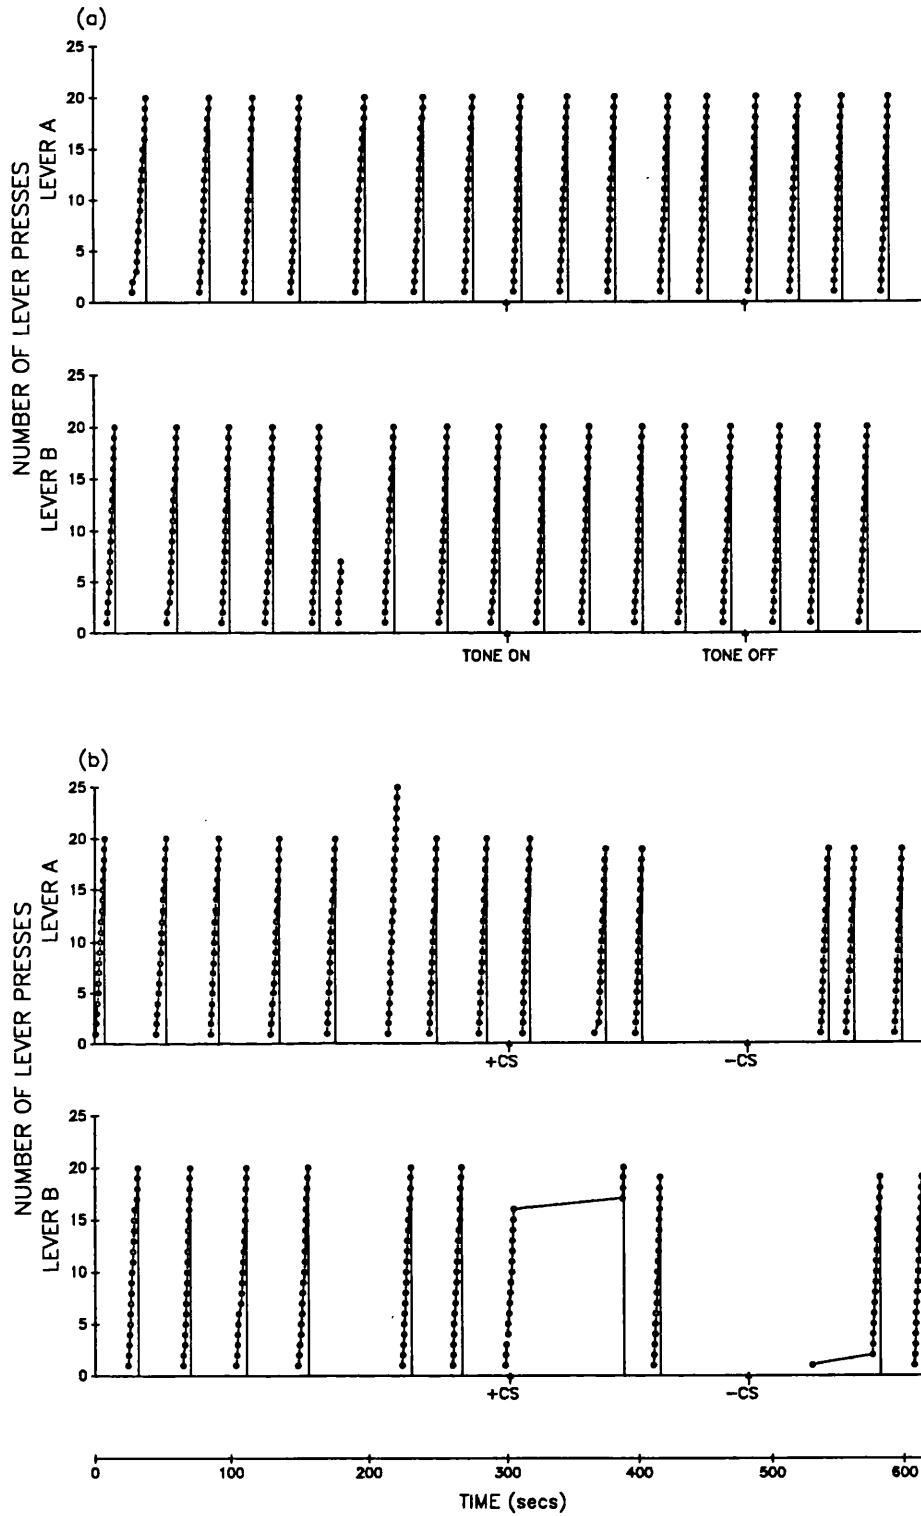 (a)
NUMBER OF LEVER PRESSES
LEVER A
25
20
15
10
5
0
LEVER B
25
20
15
10
5
0
TONE ON TONE OFF
(b)
NUMBER OF LEVER PRESSES
LEVER A
25
20
15
10
5
0
+CS −CS
LEVER B
25
20
15
10
5
0
+CS −CS
0 100 200 300 400 500 600
TIME (secs)